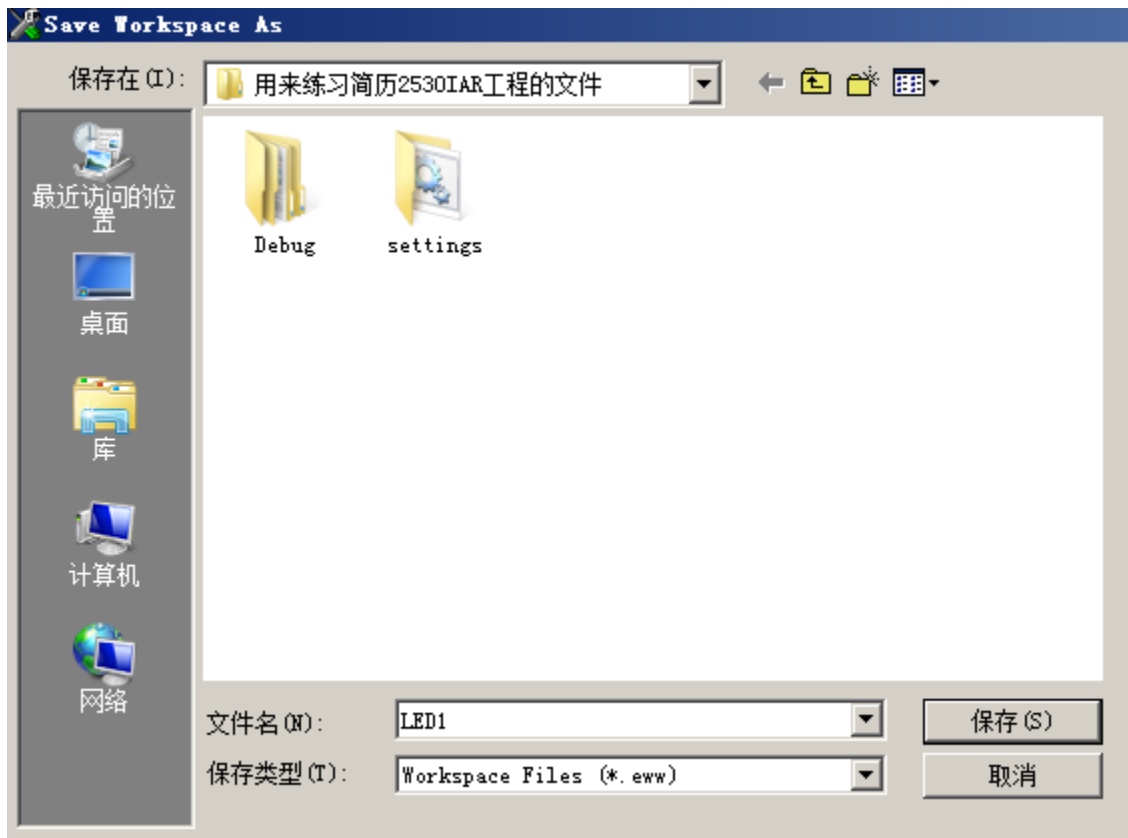 Save Workspace As
保存在(I):
用来练习简历2530IAR工程的文件
最近访问的位
置
桌面
库
计算机
网络
Debug
settings
文件名(N):
LED1
保存(S)
保存类型(T):
Workspace Files (*.eww)
取消